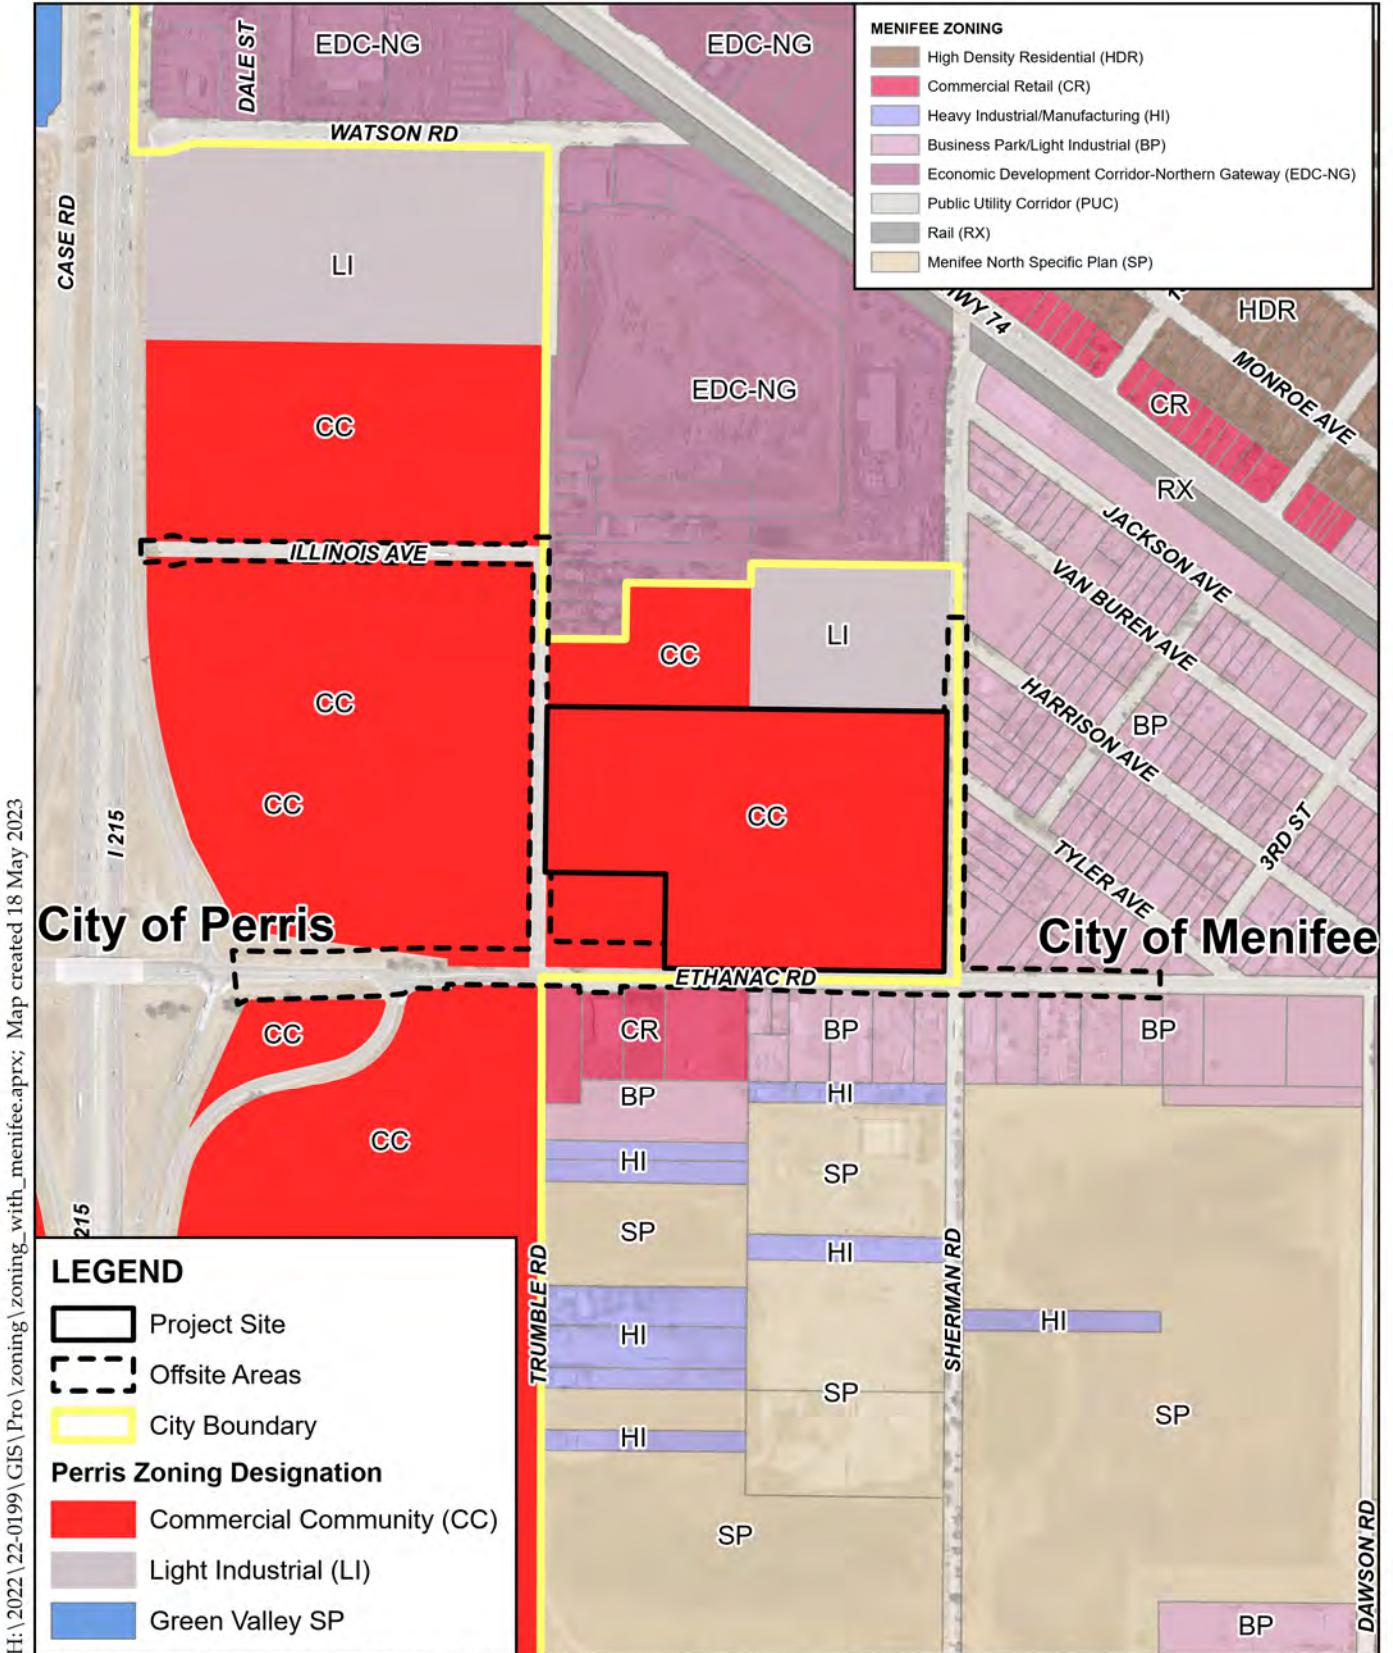 MENIFEE ZONING
High Density Residential (HDR)
Commercial Retail (CR)
Heavy Industrial/Manufacturing (HI)
Business Park/Light Industrial (BP)
Economic Development Corridor-Northern Gateway (EDC-NG)
Public Utility Corridor (PUC)
Rail (RX)
Menifee North Specific Plan (SP)
EDC-NG
EDC-NG
DALE ST
WATSON RD
CASE RD
LI
HWY 74
HDR
MONROE AVE
EDC-NG
CR
CC
RX
JACKSON AVE
ILLINOIS AVE
VAN BUREN AVE
LI
CC
HARRISON AVE
CC
BP
CC
CC
I 215
3RD ST
TYLER AVE
City of Perris
City of Menifee
ETHANAC RD
CC
CR
BP
BP
BP
HI
CC
HI
SP
SP
HI
215
TRUMBLE RD
SHERMAN RD
HI
HI
SP
SP
HI
SP
BP
DAWSON RD
LEGEND
Project Site
Offsite Areas
City Boundary
Perris Zoning Designation
Commercial Community (CC)
Light Industrial (LI)
Green Valley SP
H:\2022\22-0199\GIS\Pro\zoning\zoning_with_menifee.aprx; Map created 18 May 2023